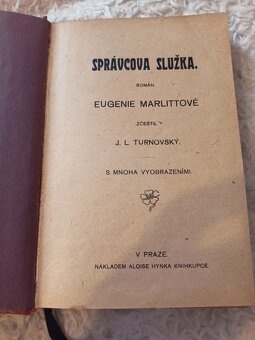 SPRÁVCOVA SLUŽKA.
ROMÁN
EUGENIE MARLITTOVÉ
ZČEŠTIL
J. L. TURNOVSKÝ.
S MNOHA VYOBRAZENÍMI.
V PRAZE.
NÁKLADEM ALOISE HYNKA KNIHKUPCE.